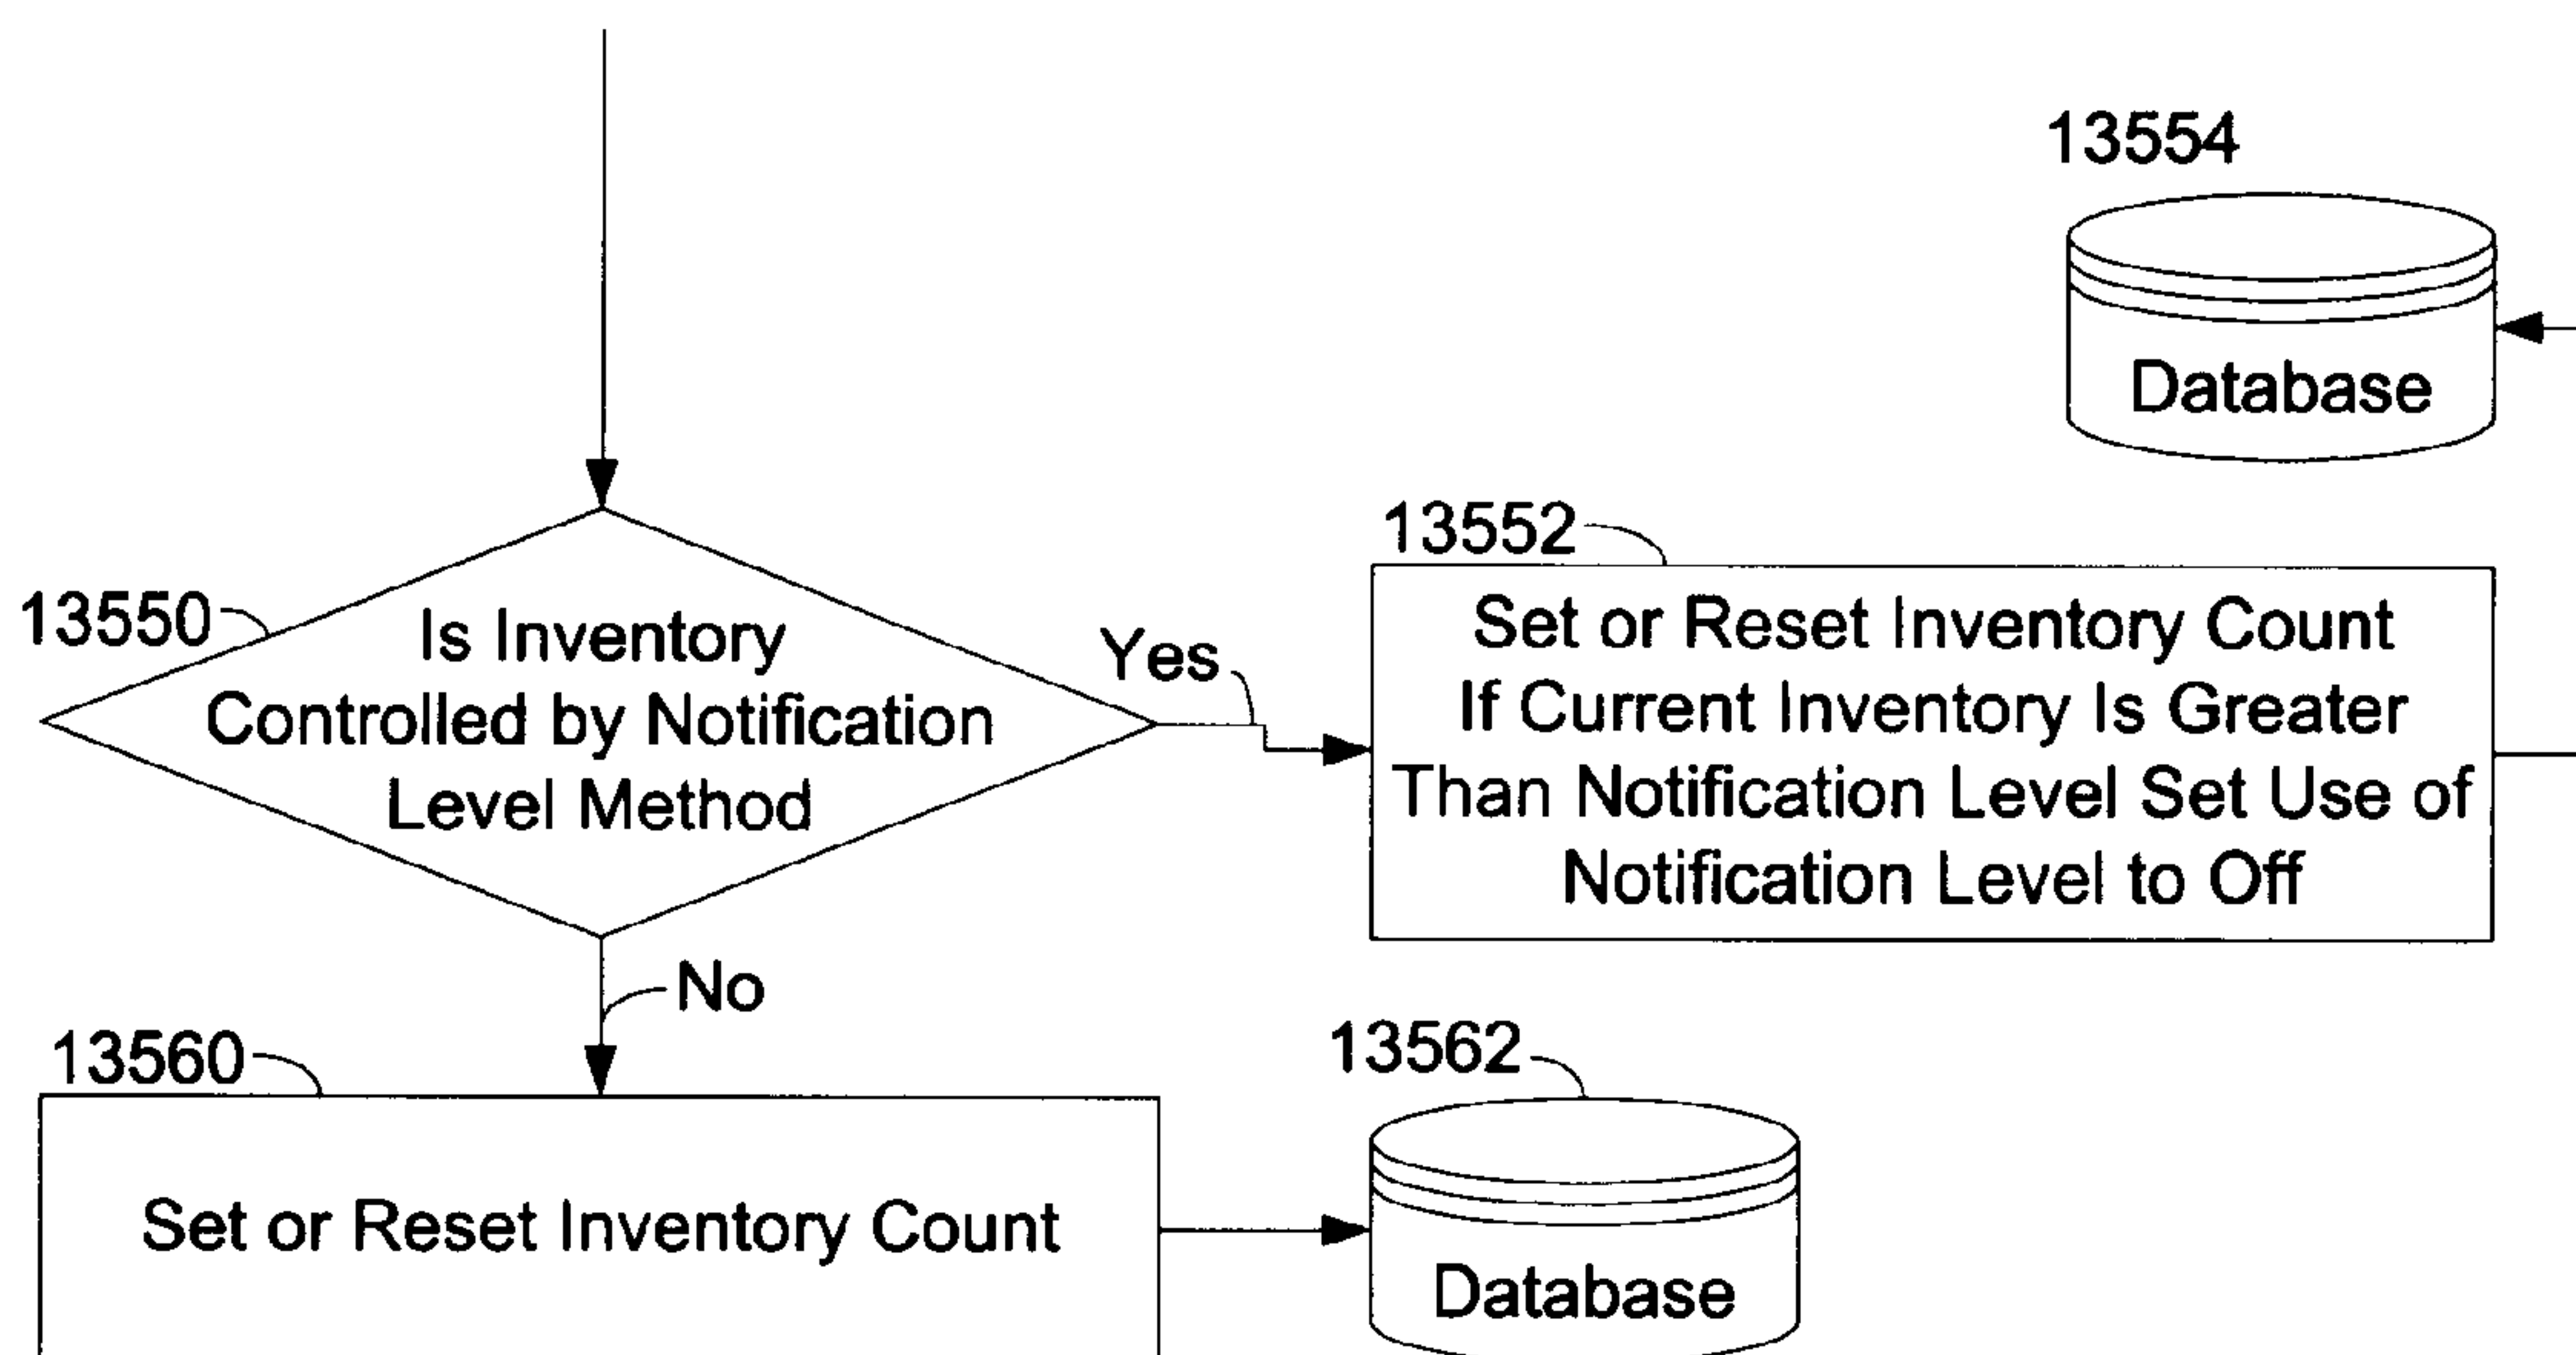 13554
Database
13550
Is Inventory
Controlled by Notification
Level Method
Yes
13552
Set or Reset Inventory Count
If Current Inventory Is Greater
Than Notification Level Set Use of
Notification Level to Off
No
13560
Set or Reset Inventory Count
13562
Database